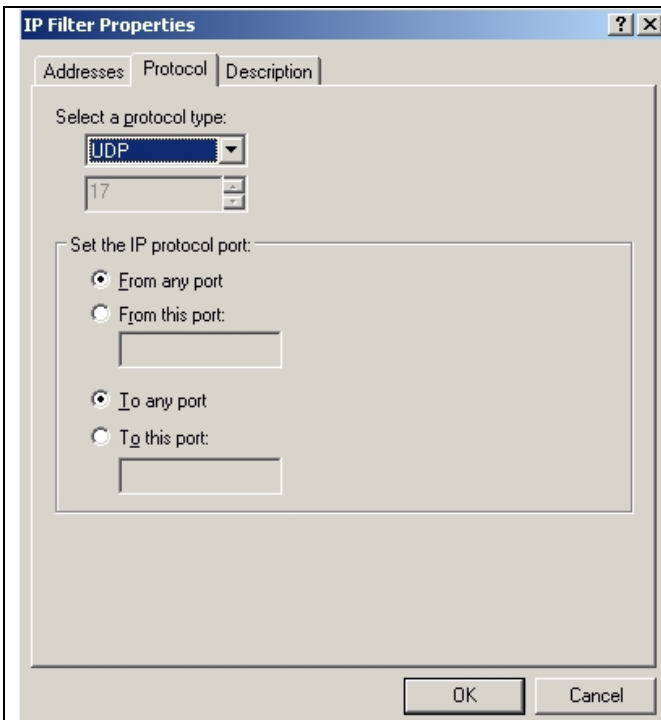 IP Filter Properties
Addresses Protocol Description
Select a protocol type:
UDP
17
Set the IP protocol port:
From any port
From this port:
To any port
To this port:
OK Cancel